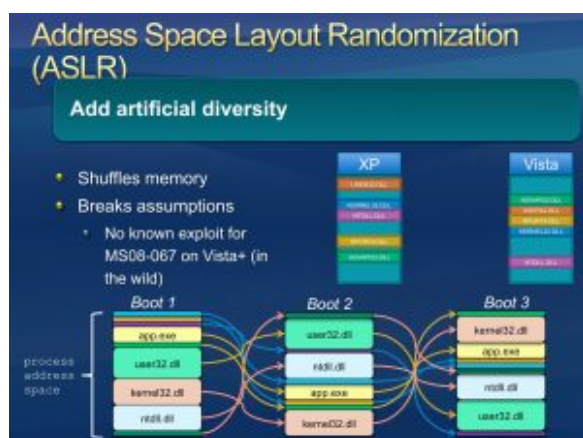 Address Space Layout Randomization
(ASLR)
Add artificial diversity
Shuffles memory
Breaks assumptions
No known exploit for
MS08-067 on Vista+ (in
the wild)
XP
Vista
Boot 1
Boot 2
Boot 3
process
address
space
app.exe
user32.dll
kernel32.dll
ntdll.dll
user32.dll
ntdll.dll
app.exe
kernel32.dll
kernel32.dll
app.exe
ntdll.dll
user32.dll